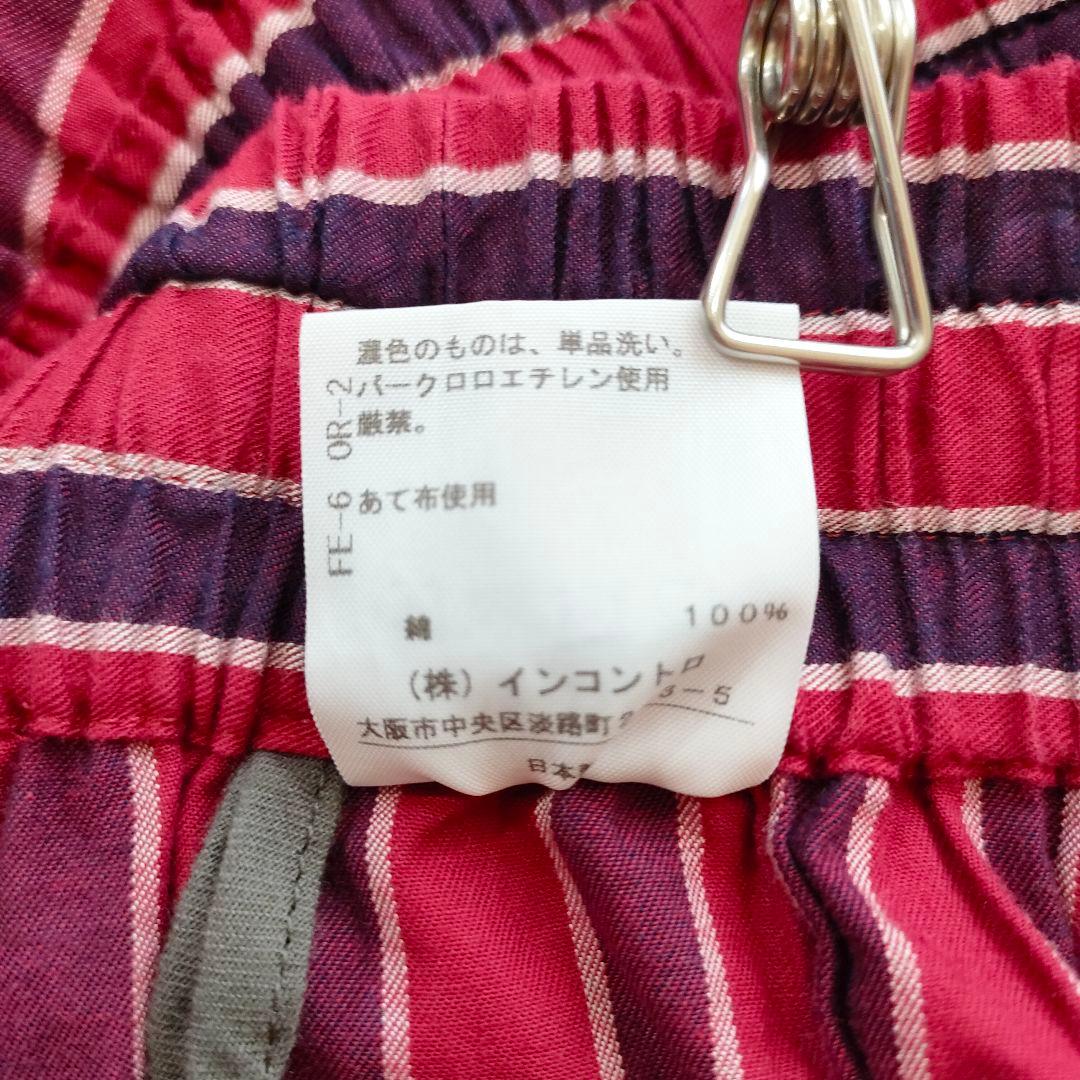 濃色のものは、単品洗い。
パークロロエチレン使用
厳禁。
あて布使用
FE-6 OR-2
綿 100%
(株)インコントロ
大阪市中央区淡路町 3-5
日本